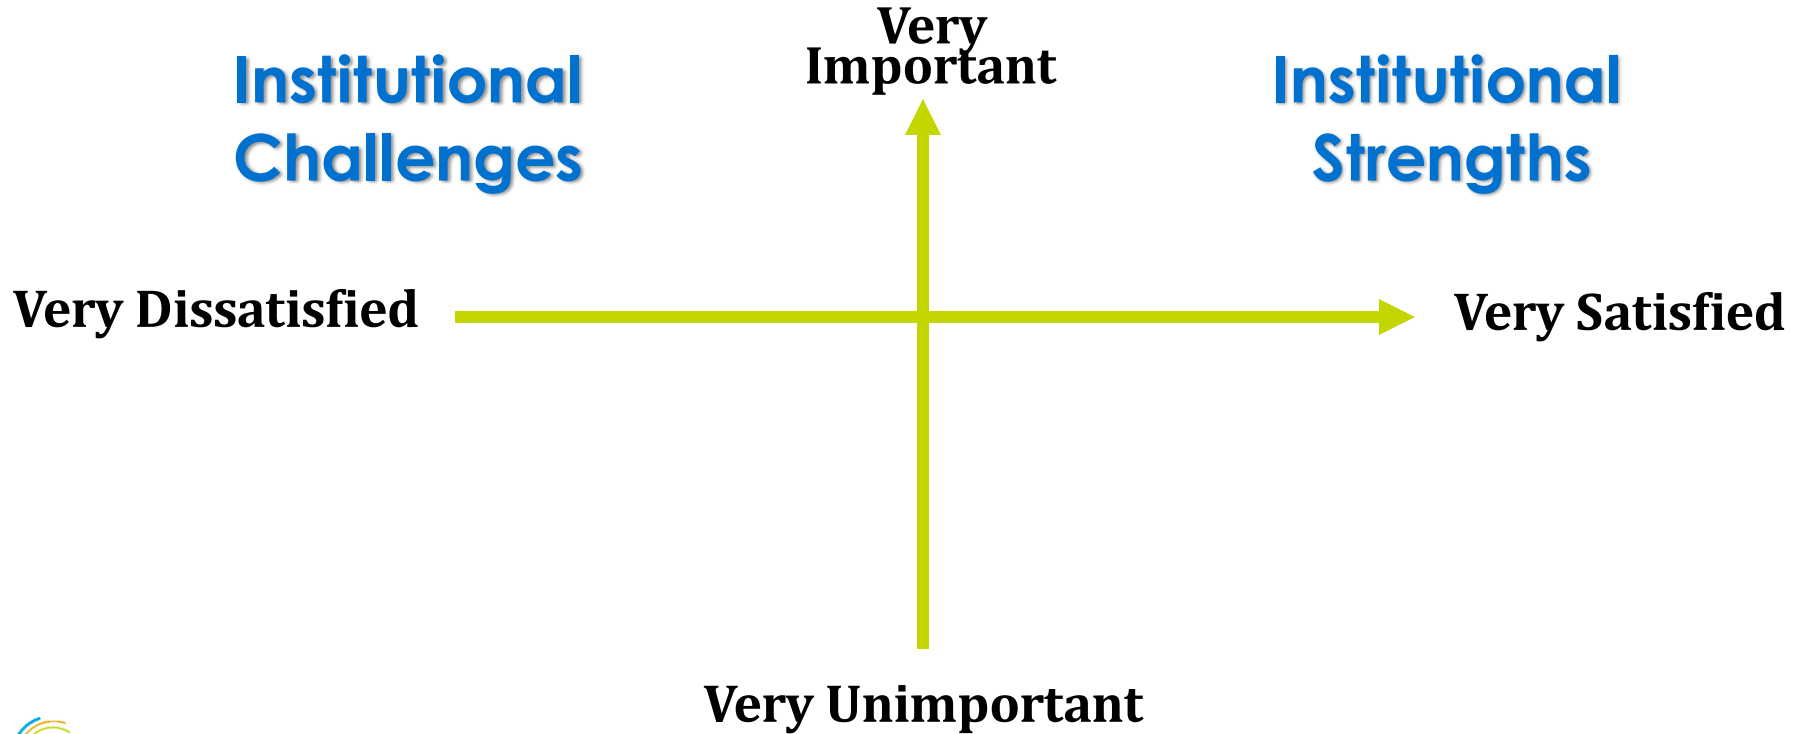 Very
Important
Institutional
Challenges
Institutional
Strengths
Very Dissatisfied
Very Satisfied
Very Unimportant